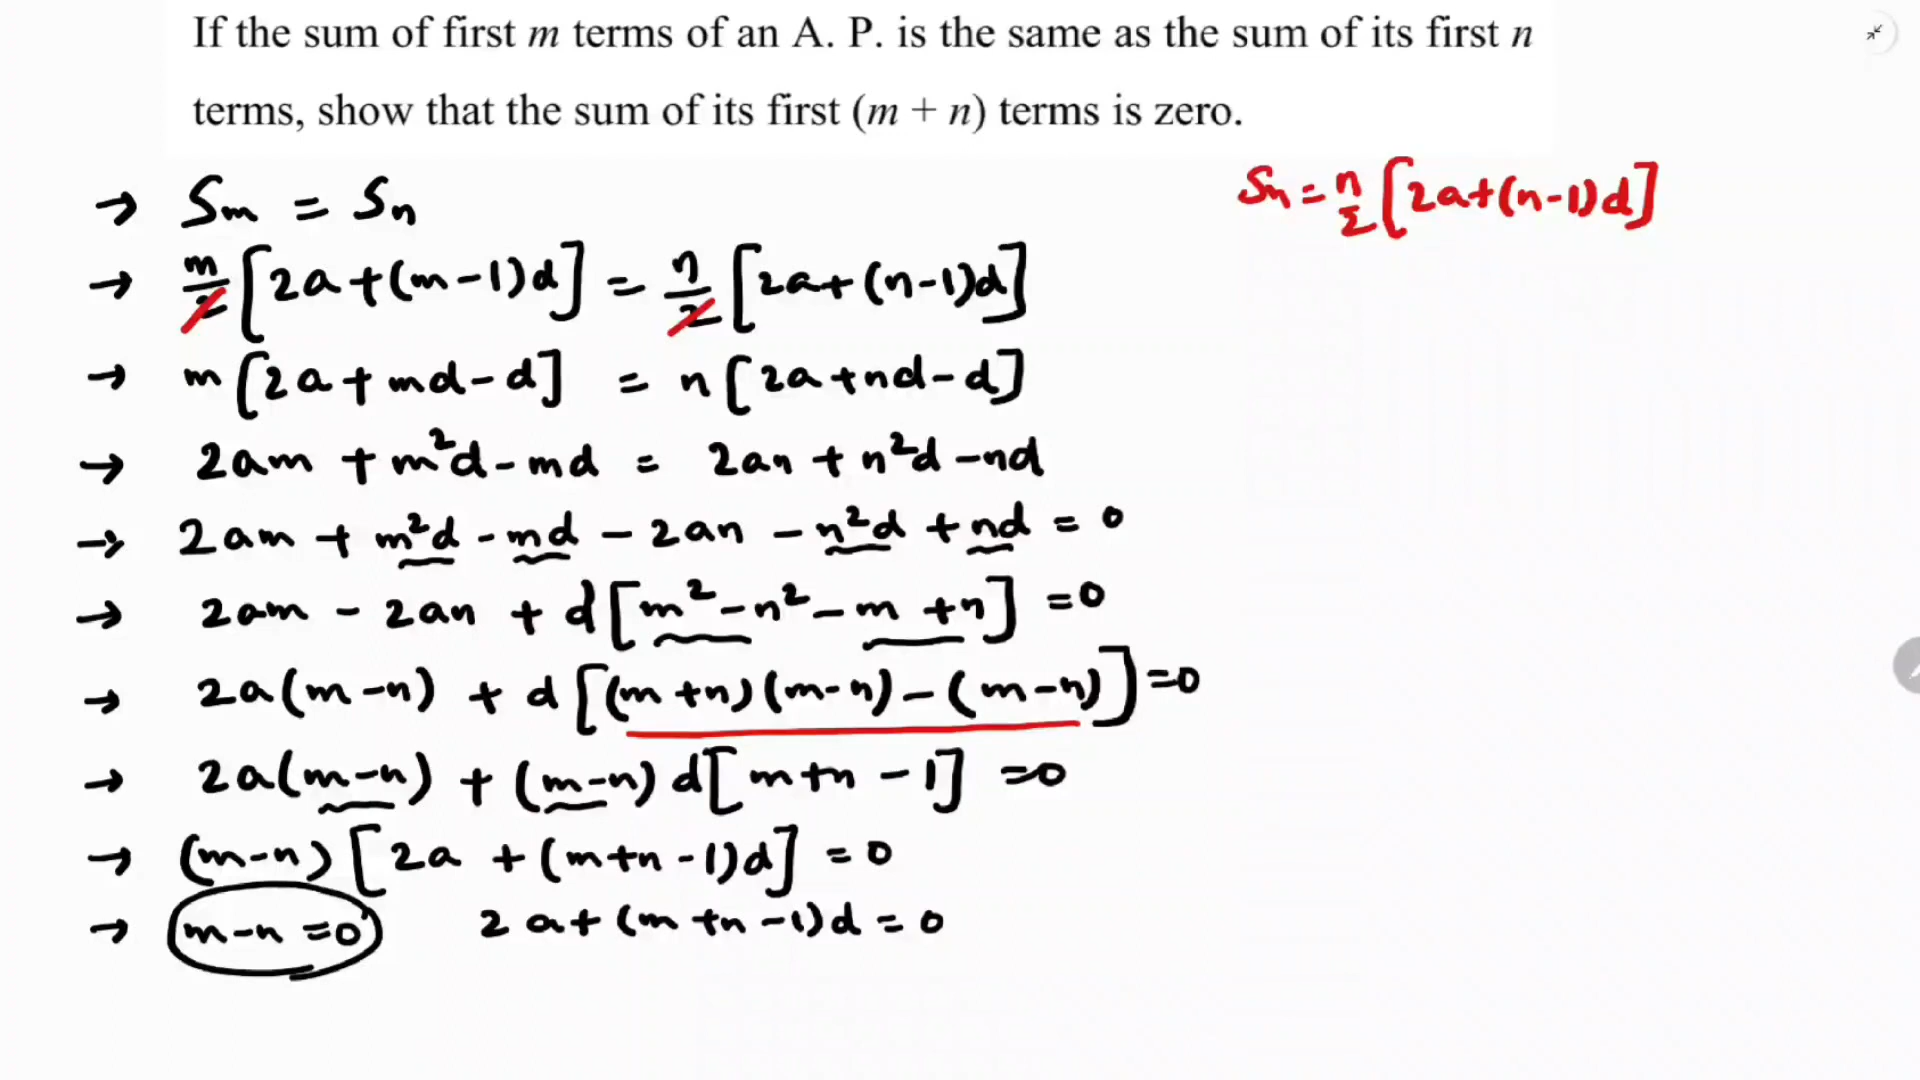 If the sum of first m terms of an A. P. is the same as the sum of its first n
terms, show that the sum of its first (m + n) terms is zero.
Sn = n/2 [2a+(n-1)d]
→ Sm = Sn
→ m/2 [2a+(m-1)d] = n/2 [2a+(n-1)d]
→ m[2a+md-d] = n[2a+nd-d]
→ 2am + m²d - md = 2an + n²d - nd
→ 2am + m²d - md - 2an - n²d + nd = 0
→ 2am - 2an + d[m²-n²-m+n] = 0
→ 2a(m-n) + d[(m+n)(m-n)-(m-n)] = 0
→ 2a(m-n) + (m-n)d[m+n-1] = 0
→ (m-n)[2a + (m+n-1)d] = 0
→ m-n = 0 2a+(m+n-1)d = 0